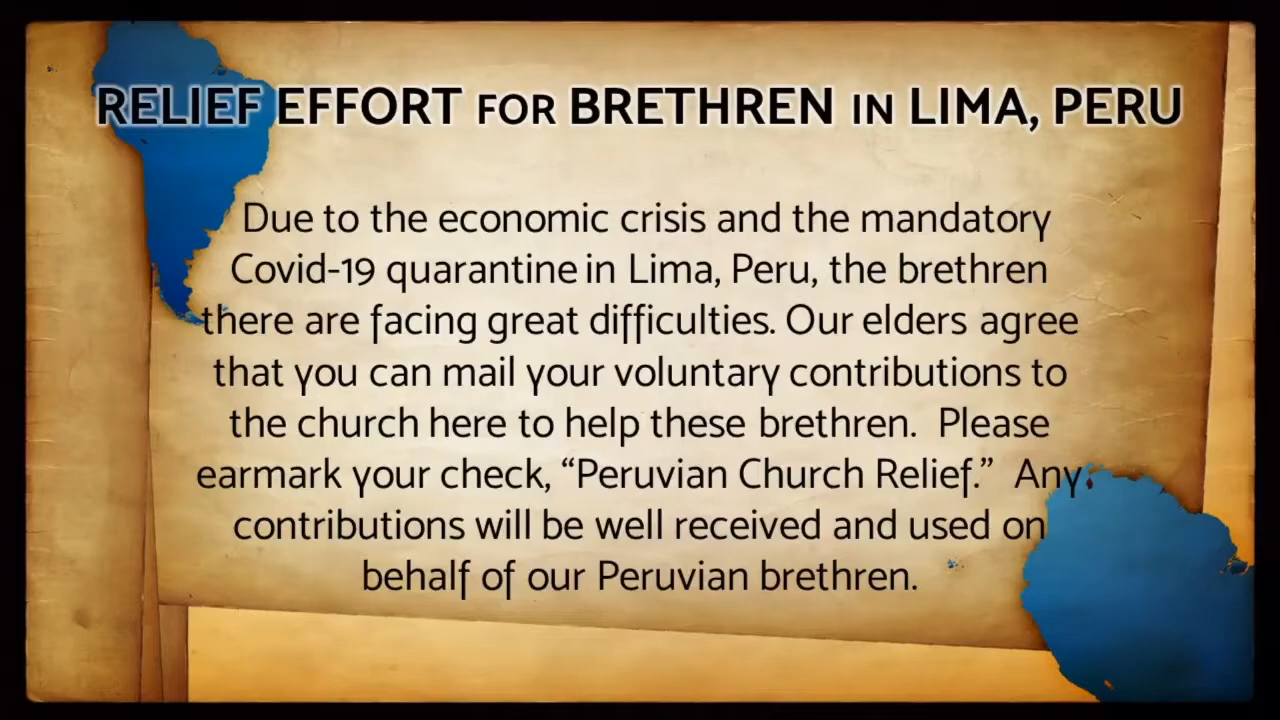 RELIEF EFFORT FOR BRETHREN IN LIMA, PERU
Due to the economic crisis and the mandatory
Covid-19 quarantine in Lima, Peru, the brethren
there are facing great difficulties. Our elders agree
that you can mail your voluntary contributions to
the church here to help these brethren.  Please
earmark your check, “Peruvian Church Relief.”  Any
contributions will be well received and used on
behalf of our Peruvian brethren.